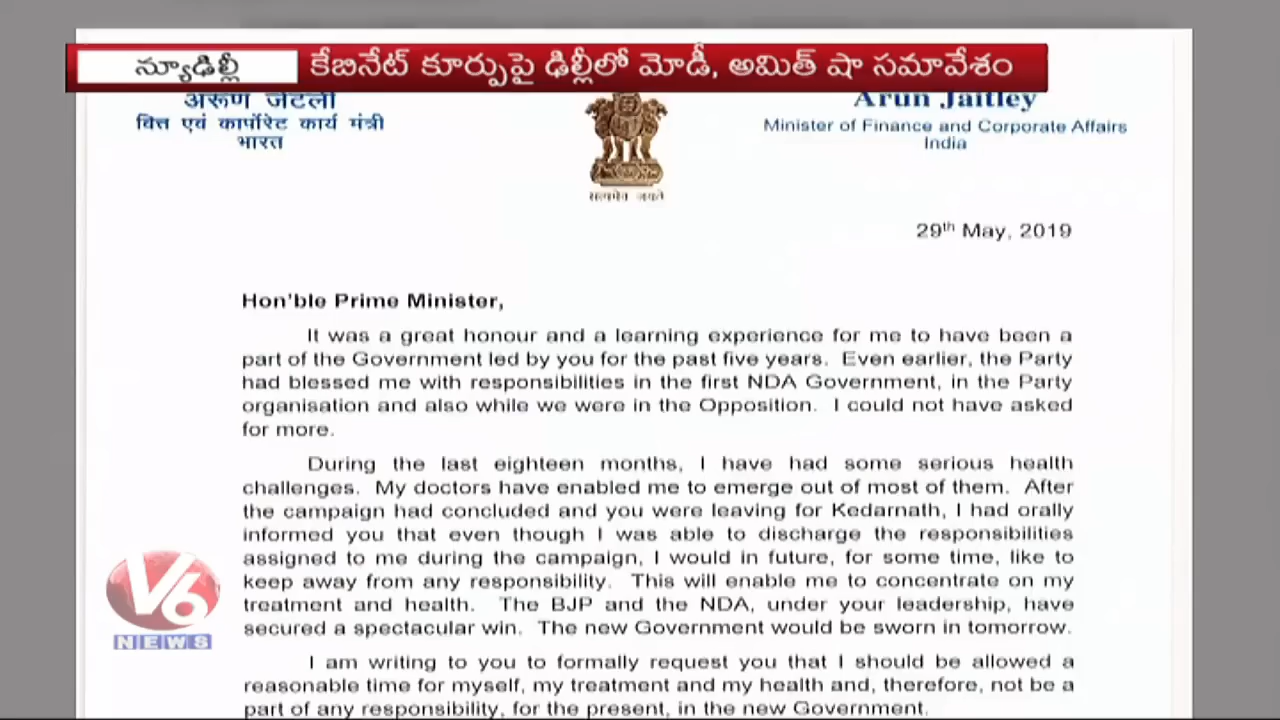 న్యూఢిల్లీ
కేబినేట్ కూర్పుపై ఢిల్లీలో మోడీ, అమిత్ షా సమావేశం
अरूण जेटली
वित्त एवं कार्पोरेट कार्य मंत्री
भारत
सत्यमेव जयते
Arun Jaitley
Minister of Finance and Corporate Affairs
India
29th May, 2019
Hon'ble Prime Minister,
It was a great honour and a learning experience for me to have been a
part of the Government led by you for the past five years. Even earlier, the Party
had blessed me with responsibilities in the first NDA Government, in the Party
organisation and also while we were in the Opposition. I could not have asked
for more.
During the last eighteen months, I have had some serious health
challenges. My doctors have enabled me to emerge out of most of them. After
the campaign had concluded and you were leaving for Kedarnath, I had orally
informed you that even though I was able to discharge the responsibilities
assigned to me during the campaign, I would in future, for some time, like to
keep away from any responsibility. This will enable me to concentrate on my
treatment and health. The BJP and the NDA, under your leadership, have
secured a spectacular win. The new Government would be sworn in tomorrow.
I am writing to you to formally request you that I should be allowed a
reasonable time for myself, my treatment and my health and, therefore, not be a
part of any responsibility, for the present, in the new Government.
V6
NEWS